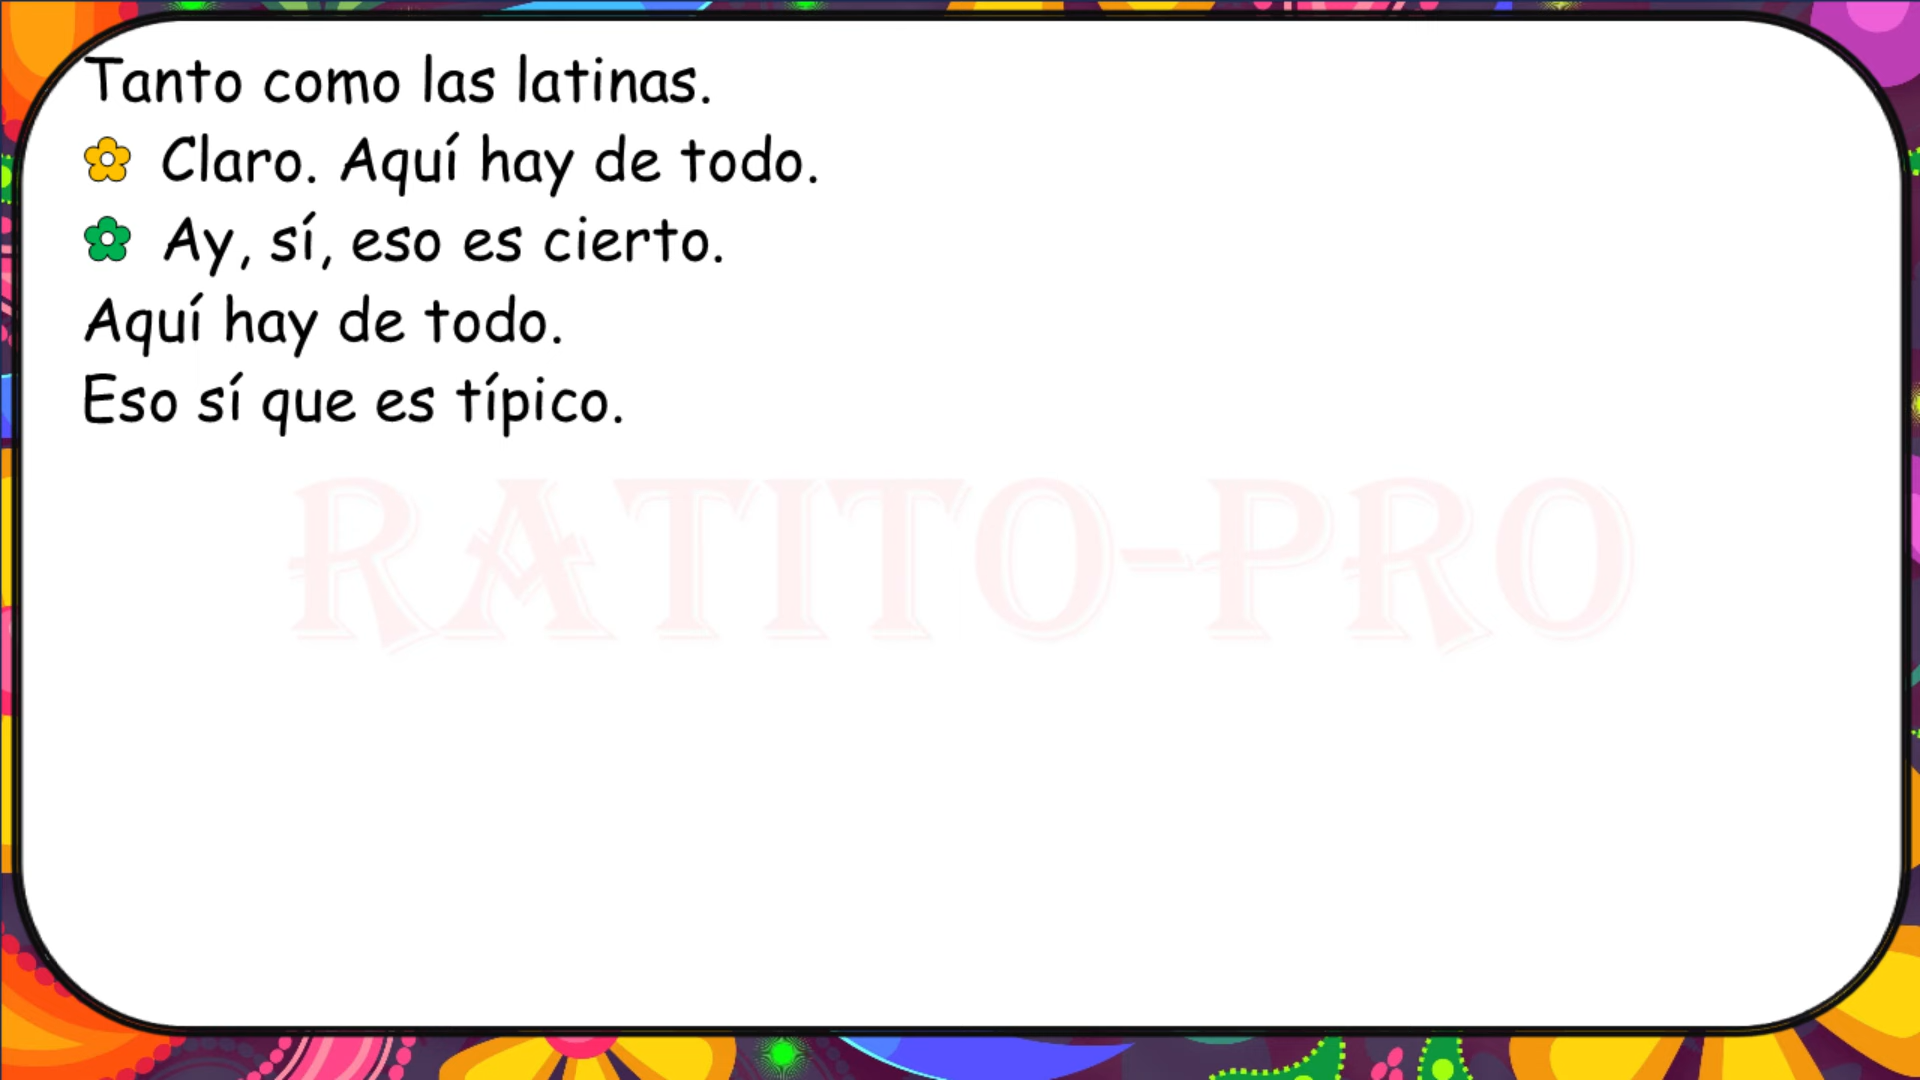 Tanto como las latinas.
Claro. Aquí hay de todo.
Ay, sí, eso es cierto.
Aquí hay de todo.
Eso sí que es típico.
RATITO-PRO